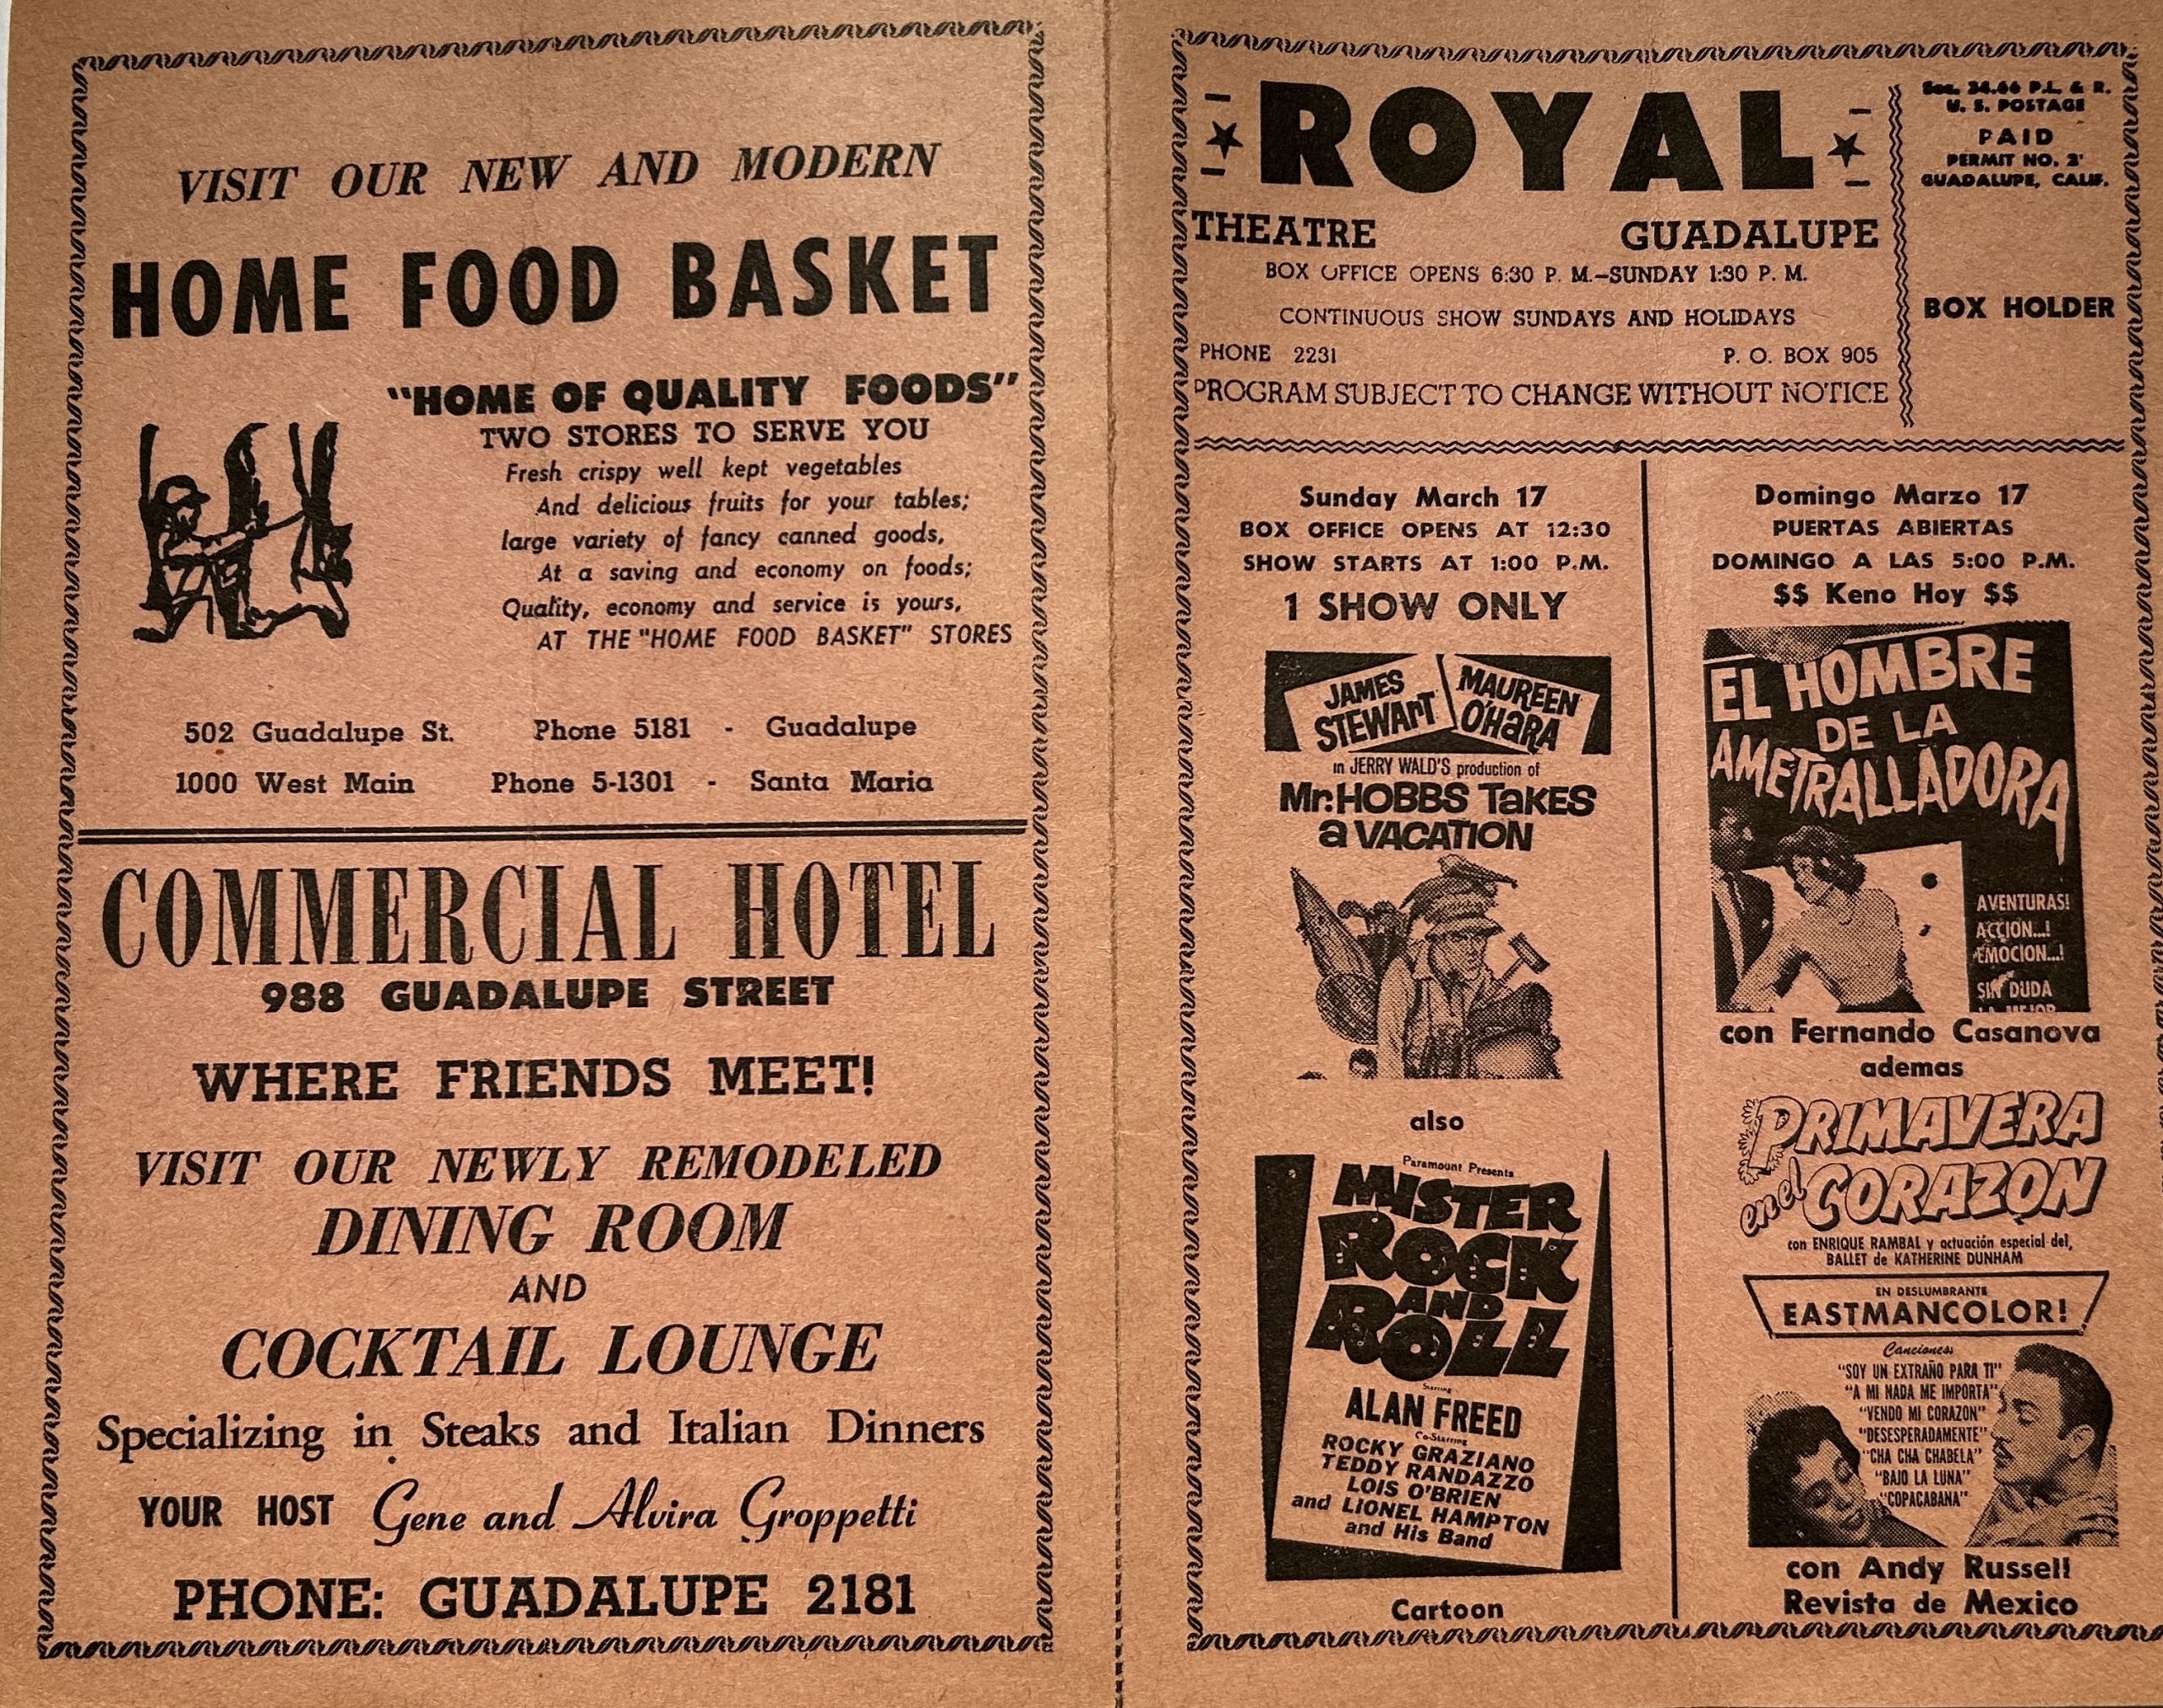 VISIT OUR NEW AND MODERN
HOME FOOD BASKET
"HOME OF QUALITY FOODS"
TWO STORES TO SERVE YOU
Fresh crispy well kept vegetables
And delicious fruits for your tables;
large variety of fancy canned goods,
At a saving and economy on foods;
Quality, economy and service is yours,
AT THE "HOME FOOD BASKET" STORES
502 Guadalupe St. Phone 5181 - Guadalupe
1000 West Main Phone 5-1301 - Santa Maria
COMMERCIAL HOTEL
988 GUADALUPE STREET
WHERE FRIENDS MEET!
VISIT OUR NEWLY REMODELED
DINING ROOM
AND
COCKTAIL LOUNGE
Specializing in Steaks and Italian Dinners
YOUR HOST Gene and Alvira Groppetti
PHONE: GUADALUPE 2181
ROYAL
THEATRE GUADALUPE
BOX OFFICE OPENS 6:30 P. M.-SUNDAY 1:30 P. M.
CONTINUOUS SHOW SUNDAYS AND HOLIDAYS
PHONE 2231 P. O. BOX 905
PROGRAM SUBJECT TO CHANGE WITHOUT NOTICE
Sec. 34.66 P.L. & R.
U. S. POSTAGE
PAID
PERMIT NO. 2
GUADALUPE, CALIF.
BOX HOLDER
Sunday March 17
BOX OFFICE OPENS AT 12:30
SHOW STARTS AT 1:00 P.M.
1 SHOW ONLY
JAMES STEWART
MAUREEN O'HARA
in JERRY WALD'S production of
Mr. HOBBS TAKES
a VACATION
also
Paramount Presents
MISTER
ROCK
AND
ROLL
Starring
ALAN FREED
Co-Starring
ROCKY GRAZIANO
TEDDY RANDAZZO
LOIS O'BRIEN
and LIONEL HAMPTON
and His Band
Cartoon
Domingo Marzo 17
PUERTAS ABIERTAS
DOMINGO A LAS 5:00 P.M.
$$ Keno Hoy $$
EL HOMBRE
DE LA
AMETRALLADORA
AVENTURAS!
ACCION...!
EMOCION...!
SIN DUDA
LA MEJOR
con Fernando Casanova
ademas
PRIMAVERA
en el CORAZON
con ENRIQUE RAMBAL y actuación especial del,
BALLET de KATHERINE DUNHAM
EN DESLUMBRANTE
EASTMANCOLOR!
Canciones
"SOY UN EXTRAÑO PARA TI"
"A MI NADA ME IMPORTA"
"VENDO MI CORAZON"
"DESESPERADAMENTE"
"CHA CHA CHABELA"
"BAJO LA LUNA"
"COPACABANA"
con Andy Russell
Revista de Mexico